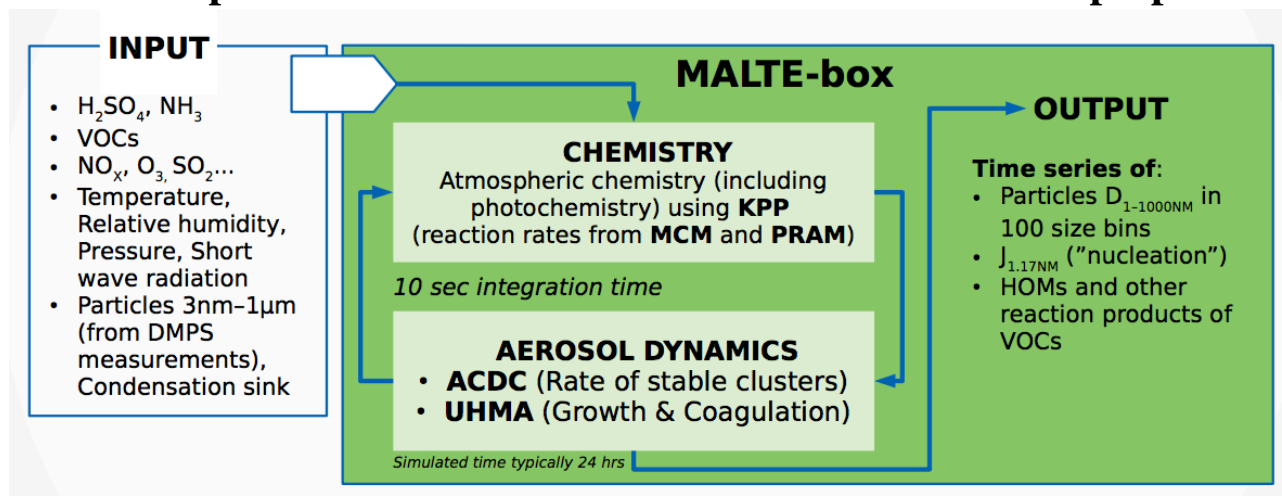 INPUT
• H₂SO₄, NH₃
• VOCs
• NOₓ, O₃, SO₂...
• Temperature,
Relative humidity,
Pressure, Short
wave radiation
• Particles 3nm–1µm
(from DMPS
measurements),
Condensation sink
MALTE-box
CHEMISTRY
Atmospheric chemistry (including
photochemistry) using KPP
(reaction rates from MCM and PRAM)
10 sec integration time
AEROSOL DYNAMICS
• ACDC (Rate of stable clusters)
• UHMA (Growth & Coagulation)
Simulated time typically 24 hrs
OUTPUT
Time series of:
• Particles D1–1000NM in
100 size bins
• J1.17NM (”nucleation”)
• HOMs and other
reaction products of
VOCs